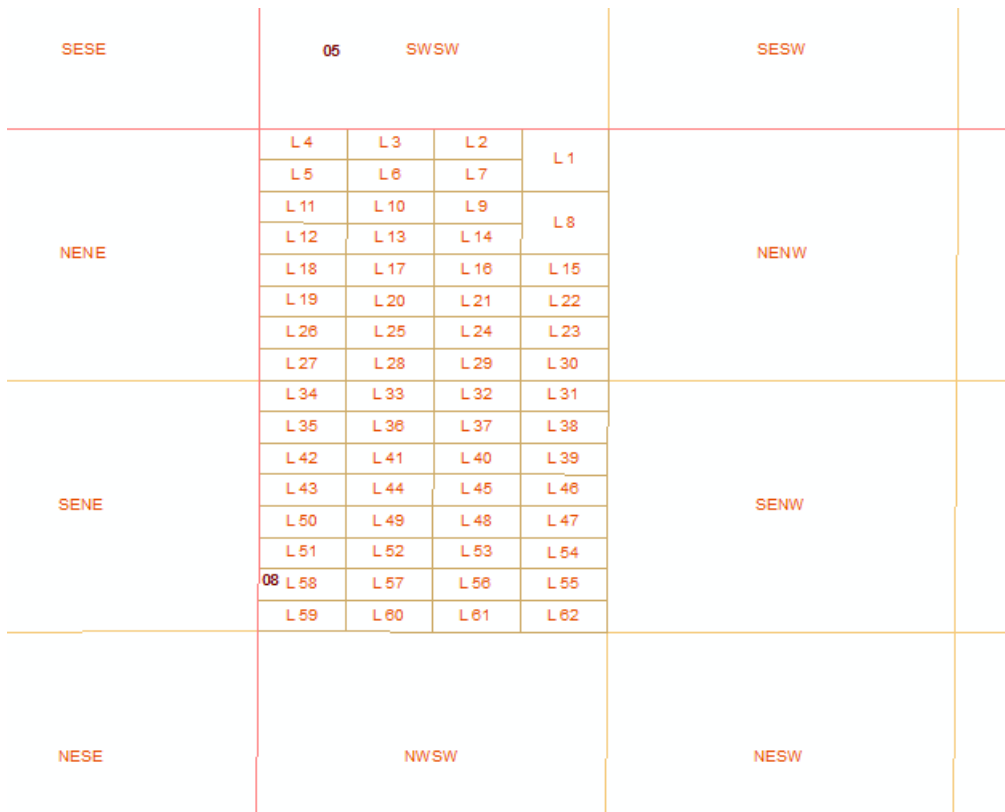 SESE 05 SWSW SESW
L 4 L 3 L 2 L 1
L 5 L 6 L 7
L 11 L 10 L 9 L 8
L 12 L 13 L 14
NENE NENW
L 18 L 17 L 16 L 15
L 19 L 20 L 21 L 22
L 26 L 25 L 24 L 23
L 27 L 28 L 29 L 30
L 34 L 33 L 32 L 31
L 35 L 36 L 37 L 38
L 42 L 41 L 40 L 39
L 43 L 44 L 45 L 46
SENE SENW
L 50 L 49 L 48 L 47
L 51 L 52 L 53 L 54
08 L 58 L 57 L 56 L 55
L 59 L 60 L 61 L 62
NESE NWSW NESW